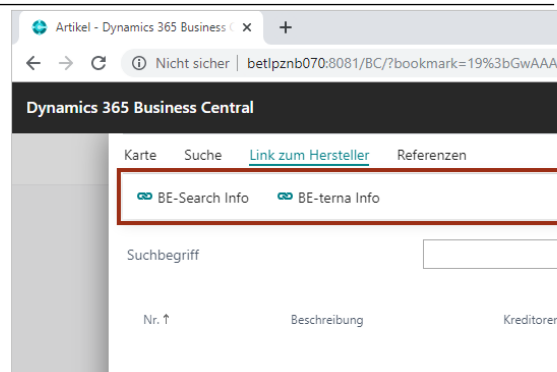 Artikel - Dynamics 365 Business C
Nicht sicher | betlpznb070:8081/BC/?bookmark=19%3bGwAAA
Dynamics 365 Business Central
Karte Suche Link zum Hersteller Referenzen
BE-Search Info BE-terna Info
Suchbegriff
Nr. ↑ Beschreibung Kreditoren